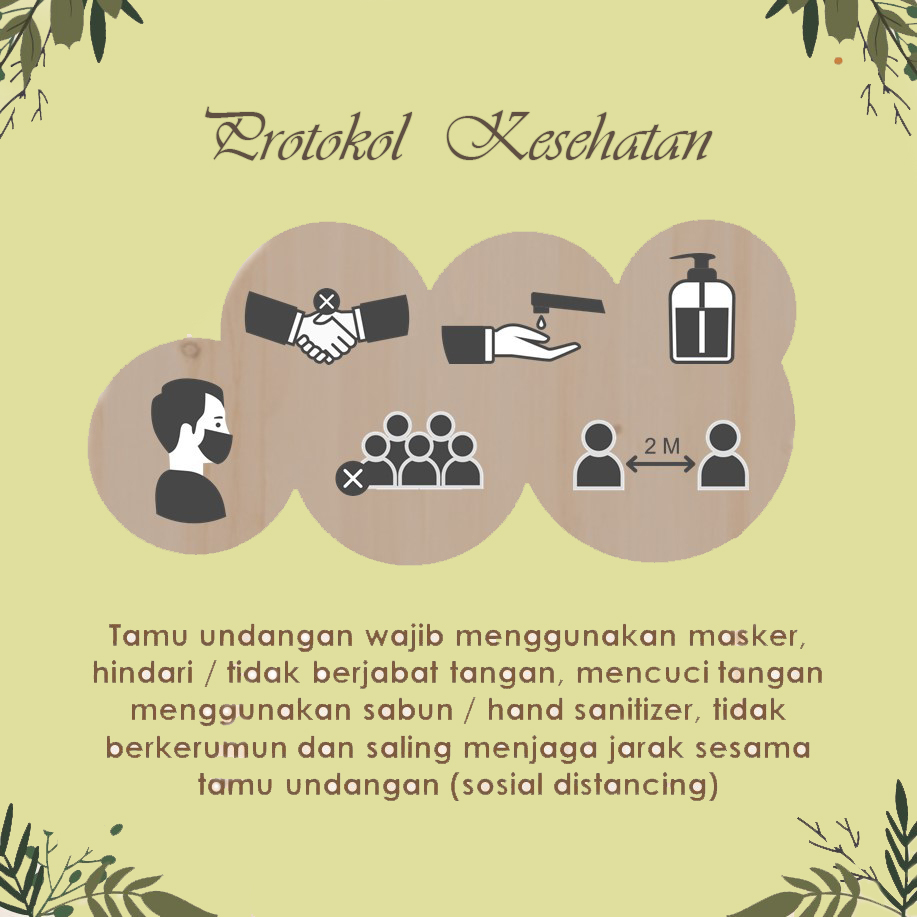 Protokol Kesehatan
2 M
Tamu undangan wajib menggunakan masker,
hindari / tidak berjabat tangan, mencuci tangan
menggunakan sabun / hand sanitizer, tidak
berkerumun dan saling menjaga jarak sesama
tamu undangan (sosial distancing)